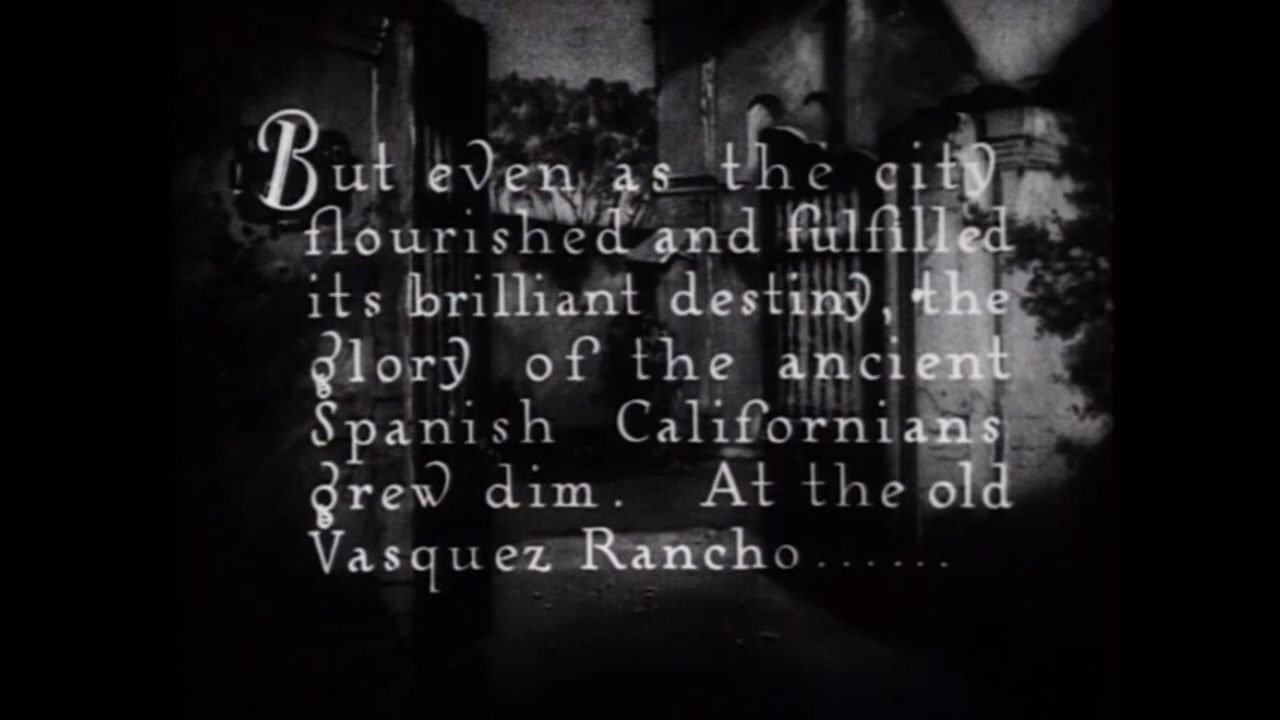 But even as the city
flourished and fulfilled
its brilliant destiny, the
glory of the ancient
Spanish Californians
grew dim. At the old
Vasquez Rancho......